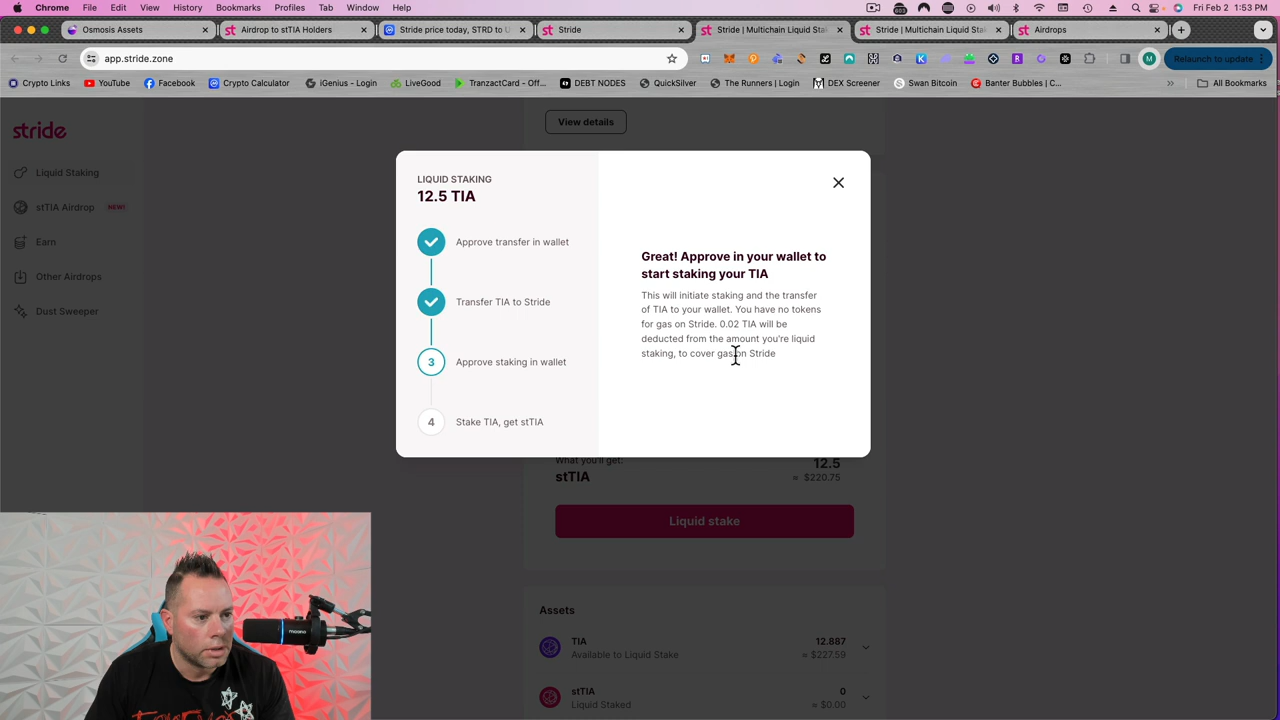 Chrome File Edit View History Bookmarks Profiles Tab Window Help
Fri Feb 2 1:53 PM
Osmosis Assets
Airdrop to stTIA Holders
Stride price today, STRD to U
Stride
Stride | Multichain Liquid Sta
Stride | Multichain Liquid Sta
Airdrops
app.stride.zone
Relaunch to update
Crypto Links
YouTube
Facebook
Crypto Calculator
iGenius - Login
LiveGood
TranzactCard - Off...
DEBT NODES
QuickSilver
The Runners | Login
DEX Screener
Swan Bitcoin
Banter Bubbles | C...
All Bookmarks
stride
View details
Liquid Staking
stTIA Airdrop NEW!
Earn
Other Airdrops
Dust Sweeper
LIQUID STAKING
12.5 TIA
Approve transfer in wallet
Transfer TIA to Stride
3 Approve staking in wallet
4 Stake TIA, get stTIA
Great! Approve in your wallet to
start staking your TIA
This will initiate staking and the transfer
of TIA to your wallet. You have no tokens
for gas on Stride. 0.02 TIA will be
deducted from the amount you're liquid
staking, to cover gas on Stride
What you'll get:
stTIA
12.5
≈ $220.75
Liquid stake
Assets
TIA 12.887
Available to Liquid Stake ≈ $227.59
stTIA 0
Liquid Staked ≈ $0.00